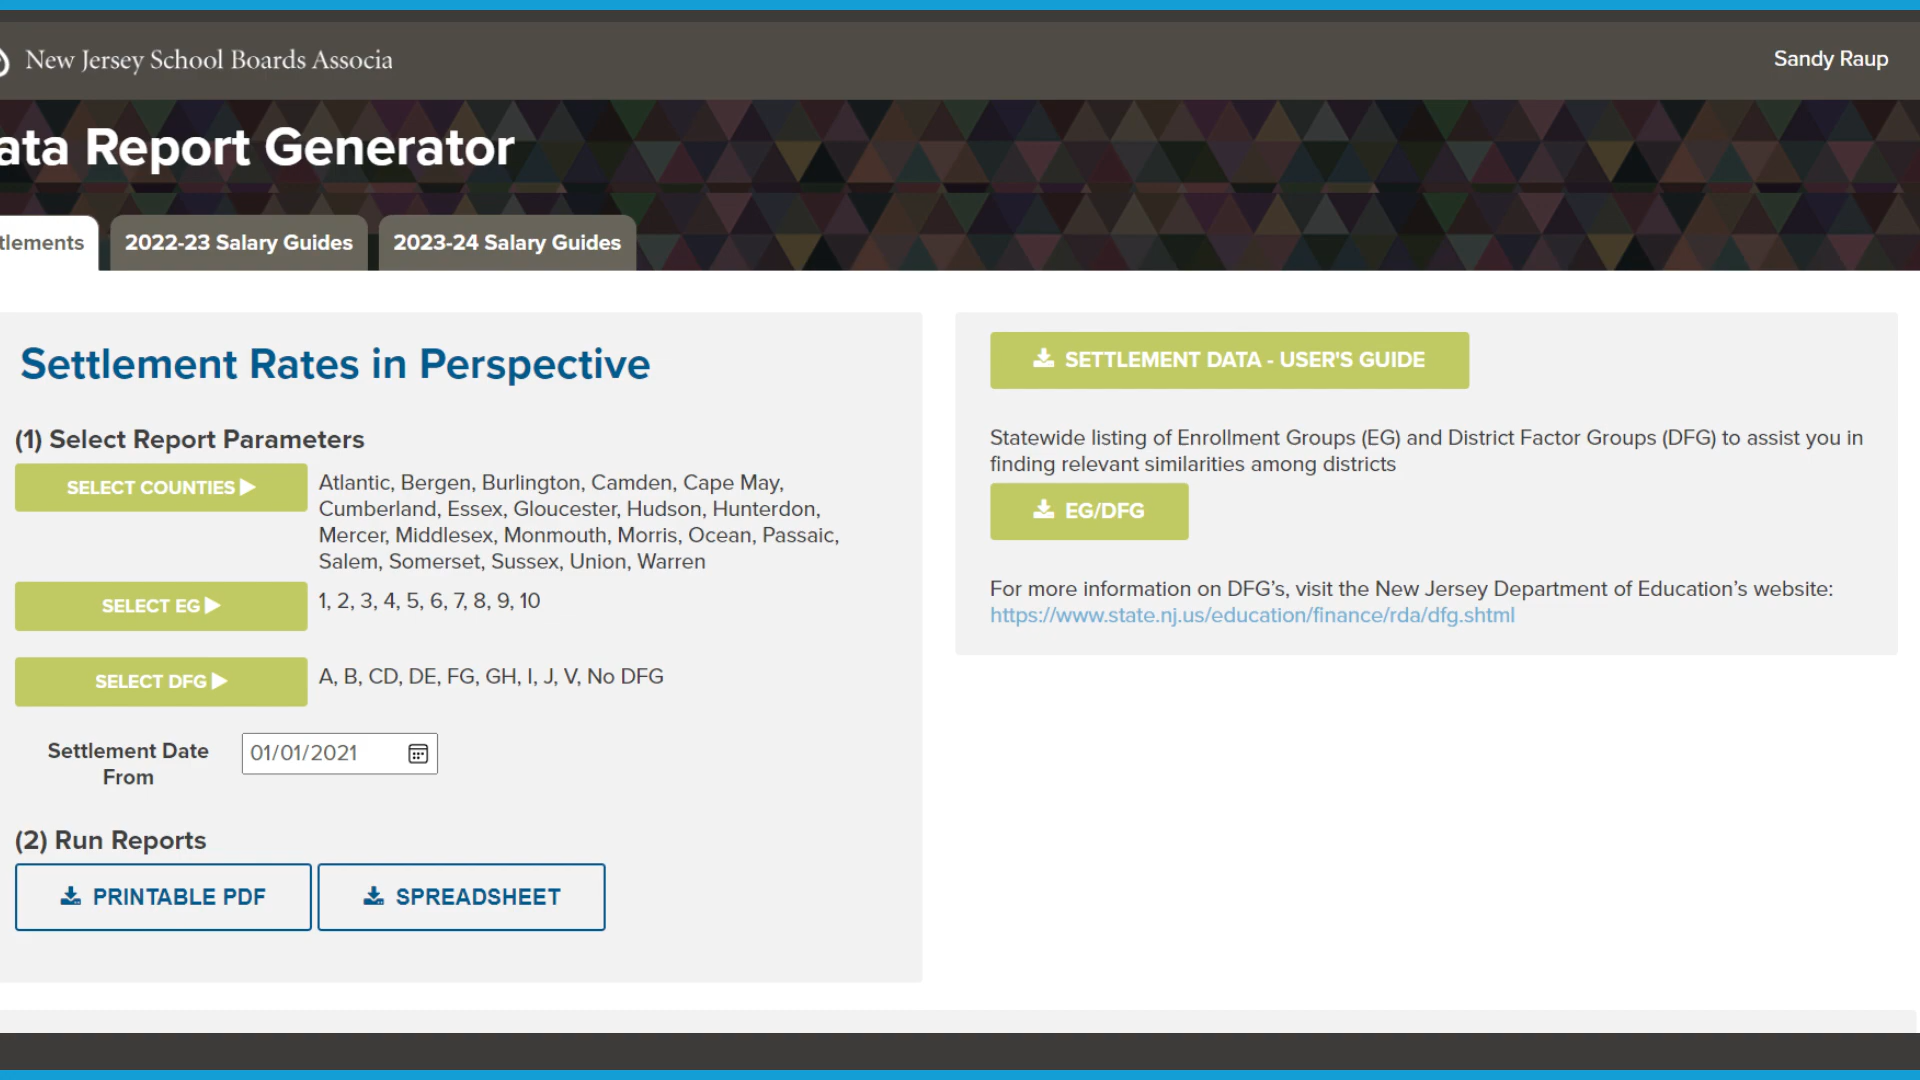 New Jersey School Boards Associa
Sandy Raup
ata Report Generator
tlements
2022-23 Salary Guides
2023-24 Salary Guides
Settlement Rates in Perspective
(1) Select Report Parameters
SELECT COUNTIES
Atlantic, Bergen, Burlington, Camden, Cape May,
Cumberland, Essex, Gloucester, Hudson, Hunterdon,
Mercer, Middlesex, Monmouth, Morris, Ocean, Passaic,
Salem, Somerset, Sussex, Union, Warren
SELECT EG
1, 2, 3, 4, 5, 6, 7, 8, 9, 10
SELECT DFG
A, B, CD, DE, FG, GH, I, J, V, No DFG
Settlement Date
From
01/01/2021
(2) Run Reports
PRINTABLE PDF
SPREADSHEET
SETTLEMENT DATA - USER'S GUIDE
Statewide listing of Enrollment Groups (EG) and District Factor Groups (DFG) to assist you in
finding relevant similarities among districts
EG/DFG
For more information on DFG’s, visit the New Jersey Department of Education’s website:
https://www.state.nj.us/education/finance/rda/dfg.shtml